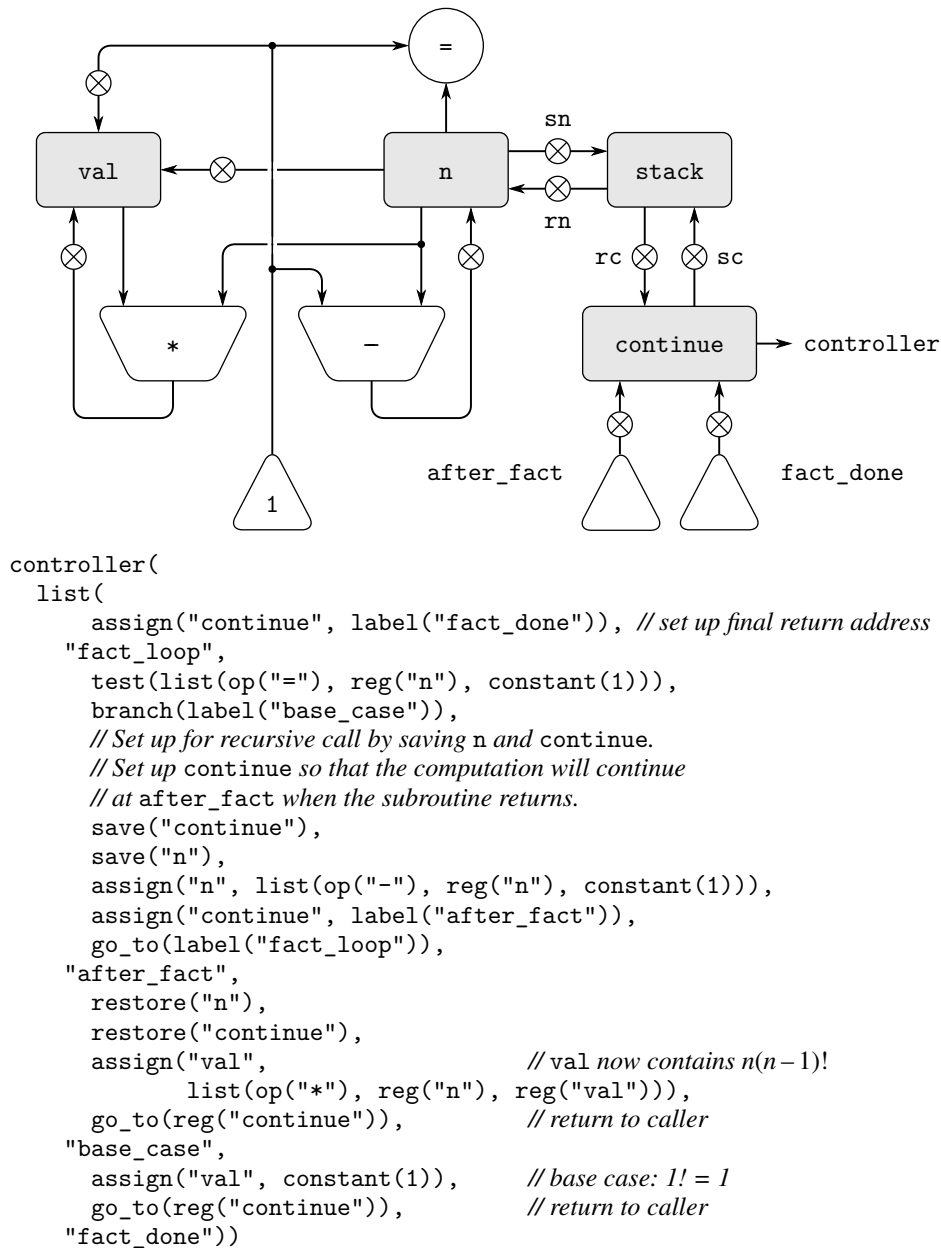 =
sn
val
n
stack
rn
rc
sc
*
–
continue
controller
after_fact
fact_done
1
controller(
list(
assign("continue", label("fact_done")), // set up final return address
"fact_loop",
test(list(op("="), reg("n"), constant(1))),
branch(label("base_case")),
// Set up for recursive call by saving n and continue.
// Set up continue so that the computation will continue
// at after_fact when the subroutine returns.
save("continue"),
save("n"),
assign("n", list(op("-"), reg("n"), constant(1))),
assign("continue", label("after_fact")),
go_to(label("fact_loop")),
"after_fact",
restore("n"),
restore("continue"),
assign("val", // val now contains n(n–1)!
list(op("*"), reg("n"), reg("val"))),
go_to(reg("continue")), // return to caller
"base_case",
assign("val", constant(1)), // base case: 1! = 1
go_to(reg("continue")), // return to caller
"fact_done"))